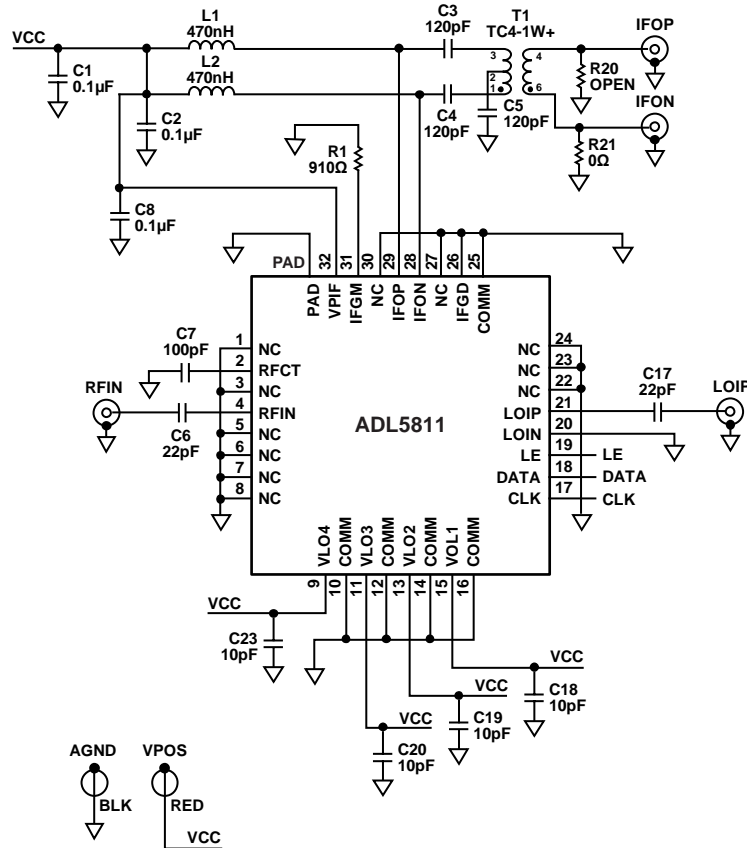 VCC
L1
470nH
C3
120pF
T1
TC4-1W+
IFOP
C1
0.1µF
L2
470nH
3
2
1
4
6
R20
OPEN
C2
0.1µF
C4
120pF
C5
120pF
IFON
R1
910Ω
R21
0Ω
C8
0.1µF
PAD
32
31
30
29
28
27
26
25
PAD
VPIF
IFGM
NC
IFOP
IFON
NC
IFGD
COMM
C7
100pF
RFIN
C6
22pF
1
2
3
4
5
6
7
8
NC
RFCT
NC
RFIN
NC
NC
NC
NC
ADL5811
NC
NC
NC
LOIP
LOIN
LE
DATA
CLK
24
23
22
21
20
19
18
17
C17
22pF
LOIP
LE
DATA
CLK
VLO4
COMM
VLO3
COMM
VLO2
COMM
VOL1
COMM
9
10
11
12
13
14
15
16
VCC
C23
10pF
VCC
C18
10pF
VCC
C19
10pF
VCC
C20
10pF
AGND
BLK
VPOS
RED
VCC